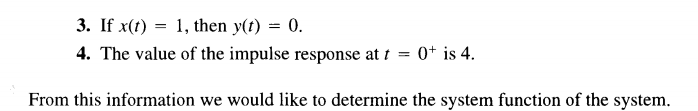 3. If x(t) = 1, then y(t) = 0.
4. The value of the impulse response at t = 0⁺ is 4.
From this information we would like to determine the system function of the system.